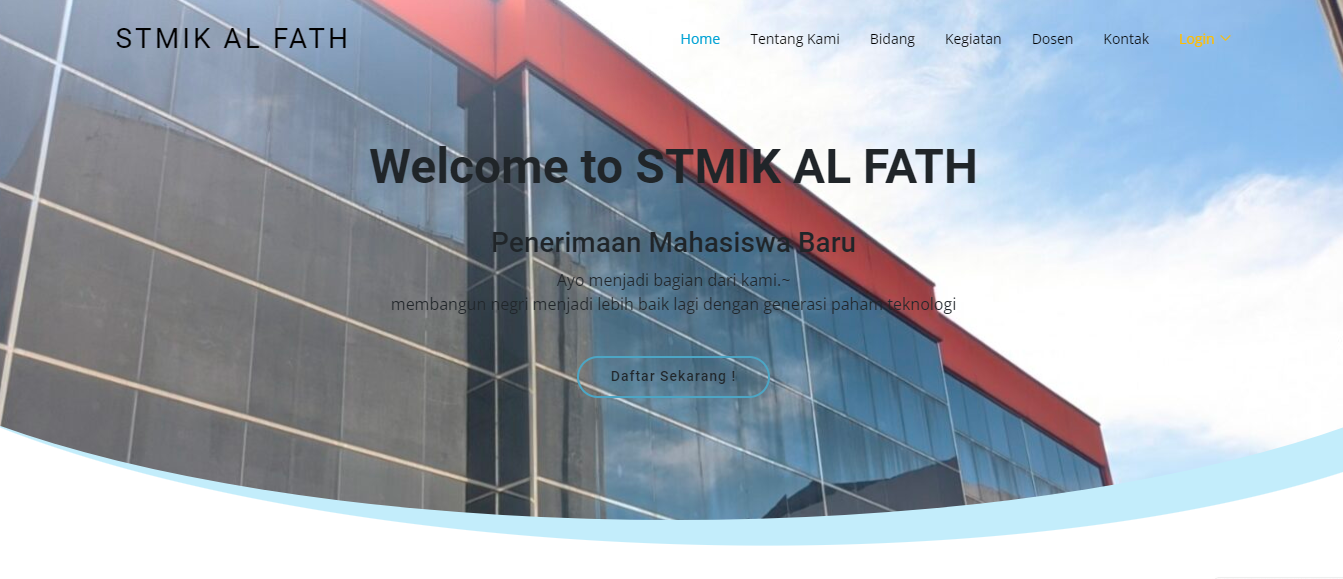 STMIK AL FATH
Home Tentang Kami Bidang Kegiatan Dosen Kontak Login
Welcome to STMIK AL FATH
Penerimaan Mahasiswa Baru
Ayo menjadi bagian dari kami.~
membangun negri menjadi lebih baik lagi dengan generasi paham teknologi
Daftar Sekarang !